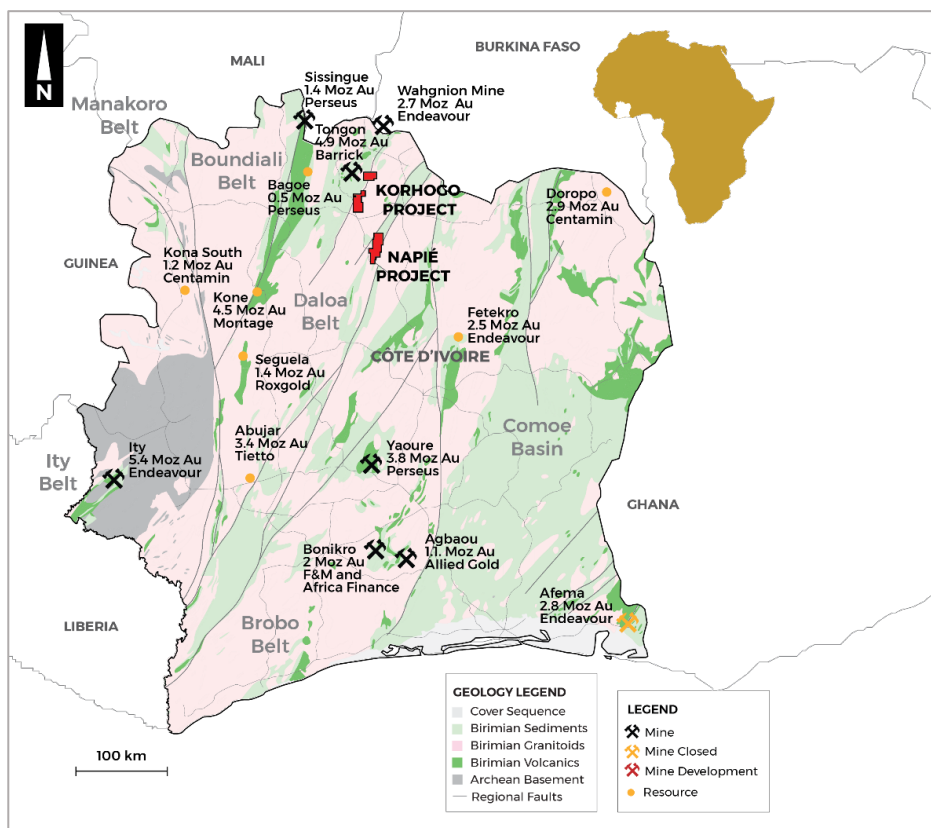 BURKINA FASO
MALI
N
Sissingue
1.4 Moz Au
Perseus
Wahgnion Mine
2.7 Moz Au
Endeavour
Manakoro
Belt
Tongon
4.9 Moz Au
Barrick
Boundiali
Belt
Bagoe
0.5 Moz Au
Perseus
KORHOGO
PROJECT
Doropo
2.9 Moz Au
Centamin
NAPIÉ
PROJECT
GUINEA
Kona South
1.2 Moz Au
Centamin
Kone
4.5 Moz Au
Montage
Daloa
Belt
Fetekro
2.5 Moz Au
Endeavour
CÔTE D'IVOIRE
Seguela
1.4 Moz Au
Roxgold
Comoe
Basin
Abujar
3.4 Moz Au
Tietto
Ity
Belt
Ity
5.4 Moz Au
Endeavour
Yaoure
3.8 Moz Au
Perseus
GHANA
Bonikro
2 Moz Au
F&M and
Africa Finance
Agbaou
1.1. Moz Au
Allied Gold
Afema
2.8 Moz Au
Endeavour
LIBERIA
Brobo
Belt
100 km
GEOLOGY LEGEND
Cover Sequence
Birimian Sediments
Birimian Granitoids
Birimian Volcanics
Archean Basement
Regional Faults
LEGEND
Mine
Mine Closed
Mine Development
Resource